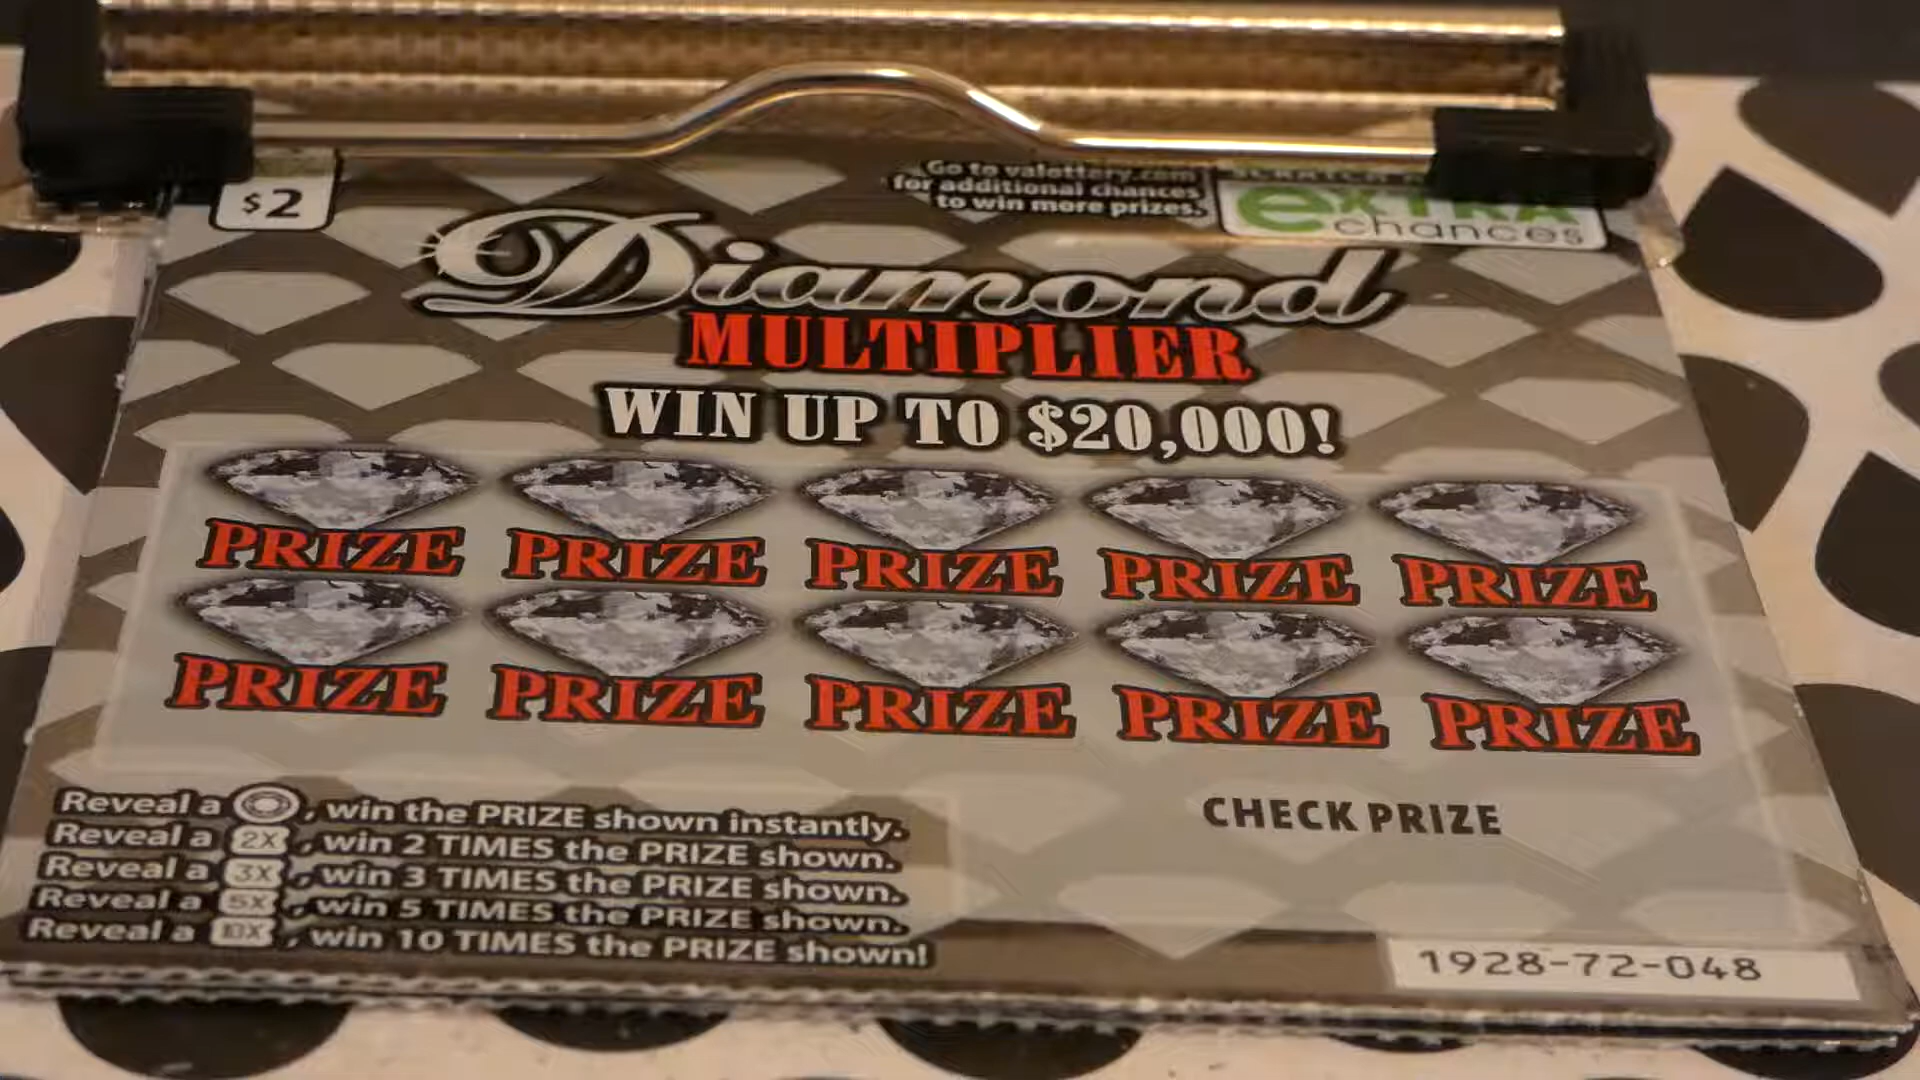 $2
Go to valottery.com
for additional chances
to win more prizes.
eXTRA
chances
Diamond
MULTIPLIER
WIN UP TO $20,000!
PRIZE PRIZE PRIZE PRIZE PRIZE
PRIZE PRIZE PRIZE PRIZE PRIZE
Reveal a , win the PRIZE shown instantly.
Reveal a 2X , win 2 TIMES the PRIZE shown.
Reveal a 3X , win 3 TIMES the PRIZE shown.
Reveal a 5X , win 5 TIMES the PRIZE shown.
Reveal a 10X , win 10 TIMES the PRIZE shown!
CHECK PRIZE
1928-72-048